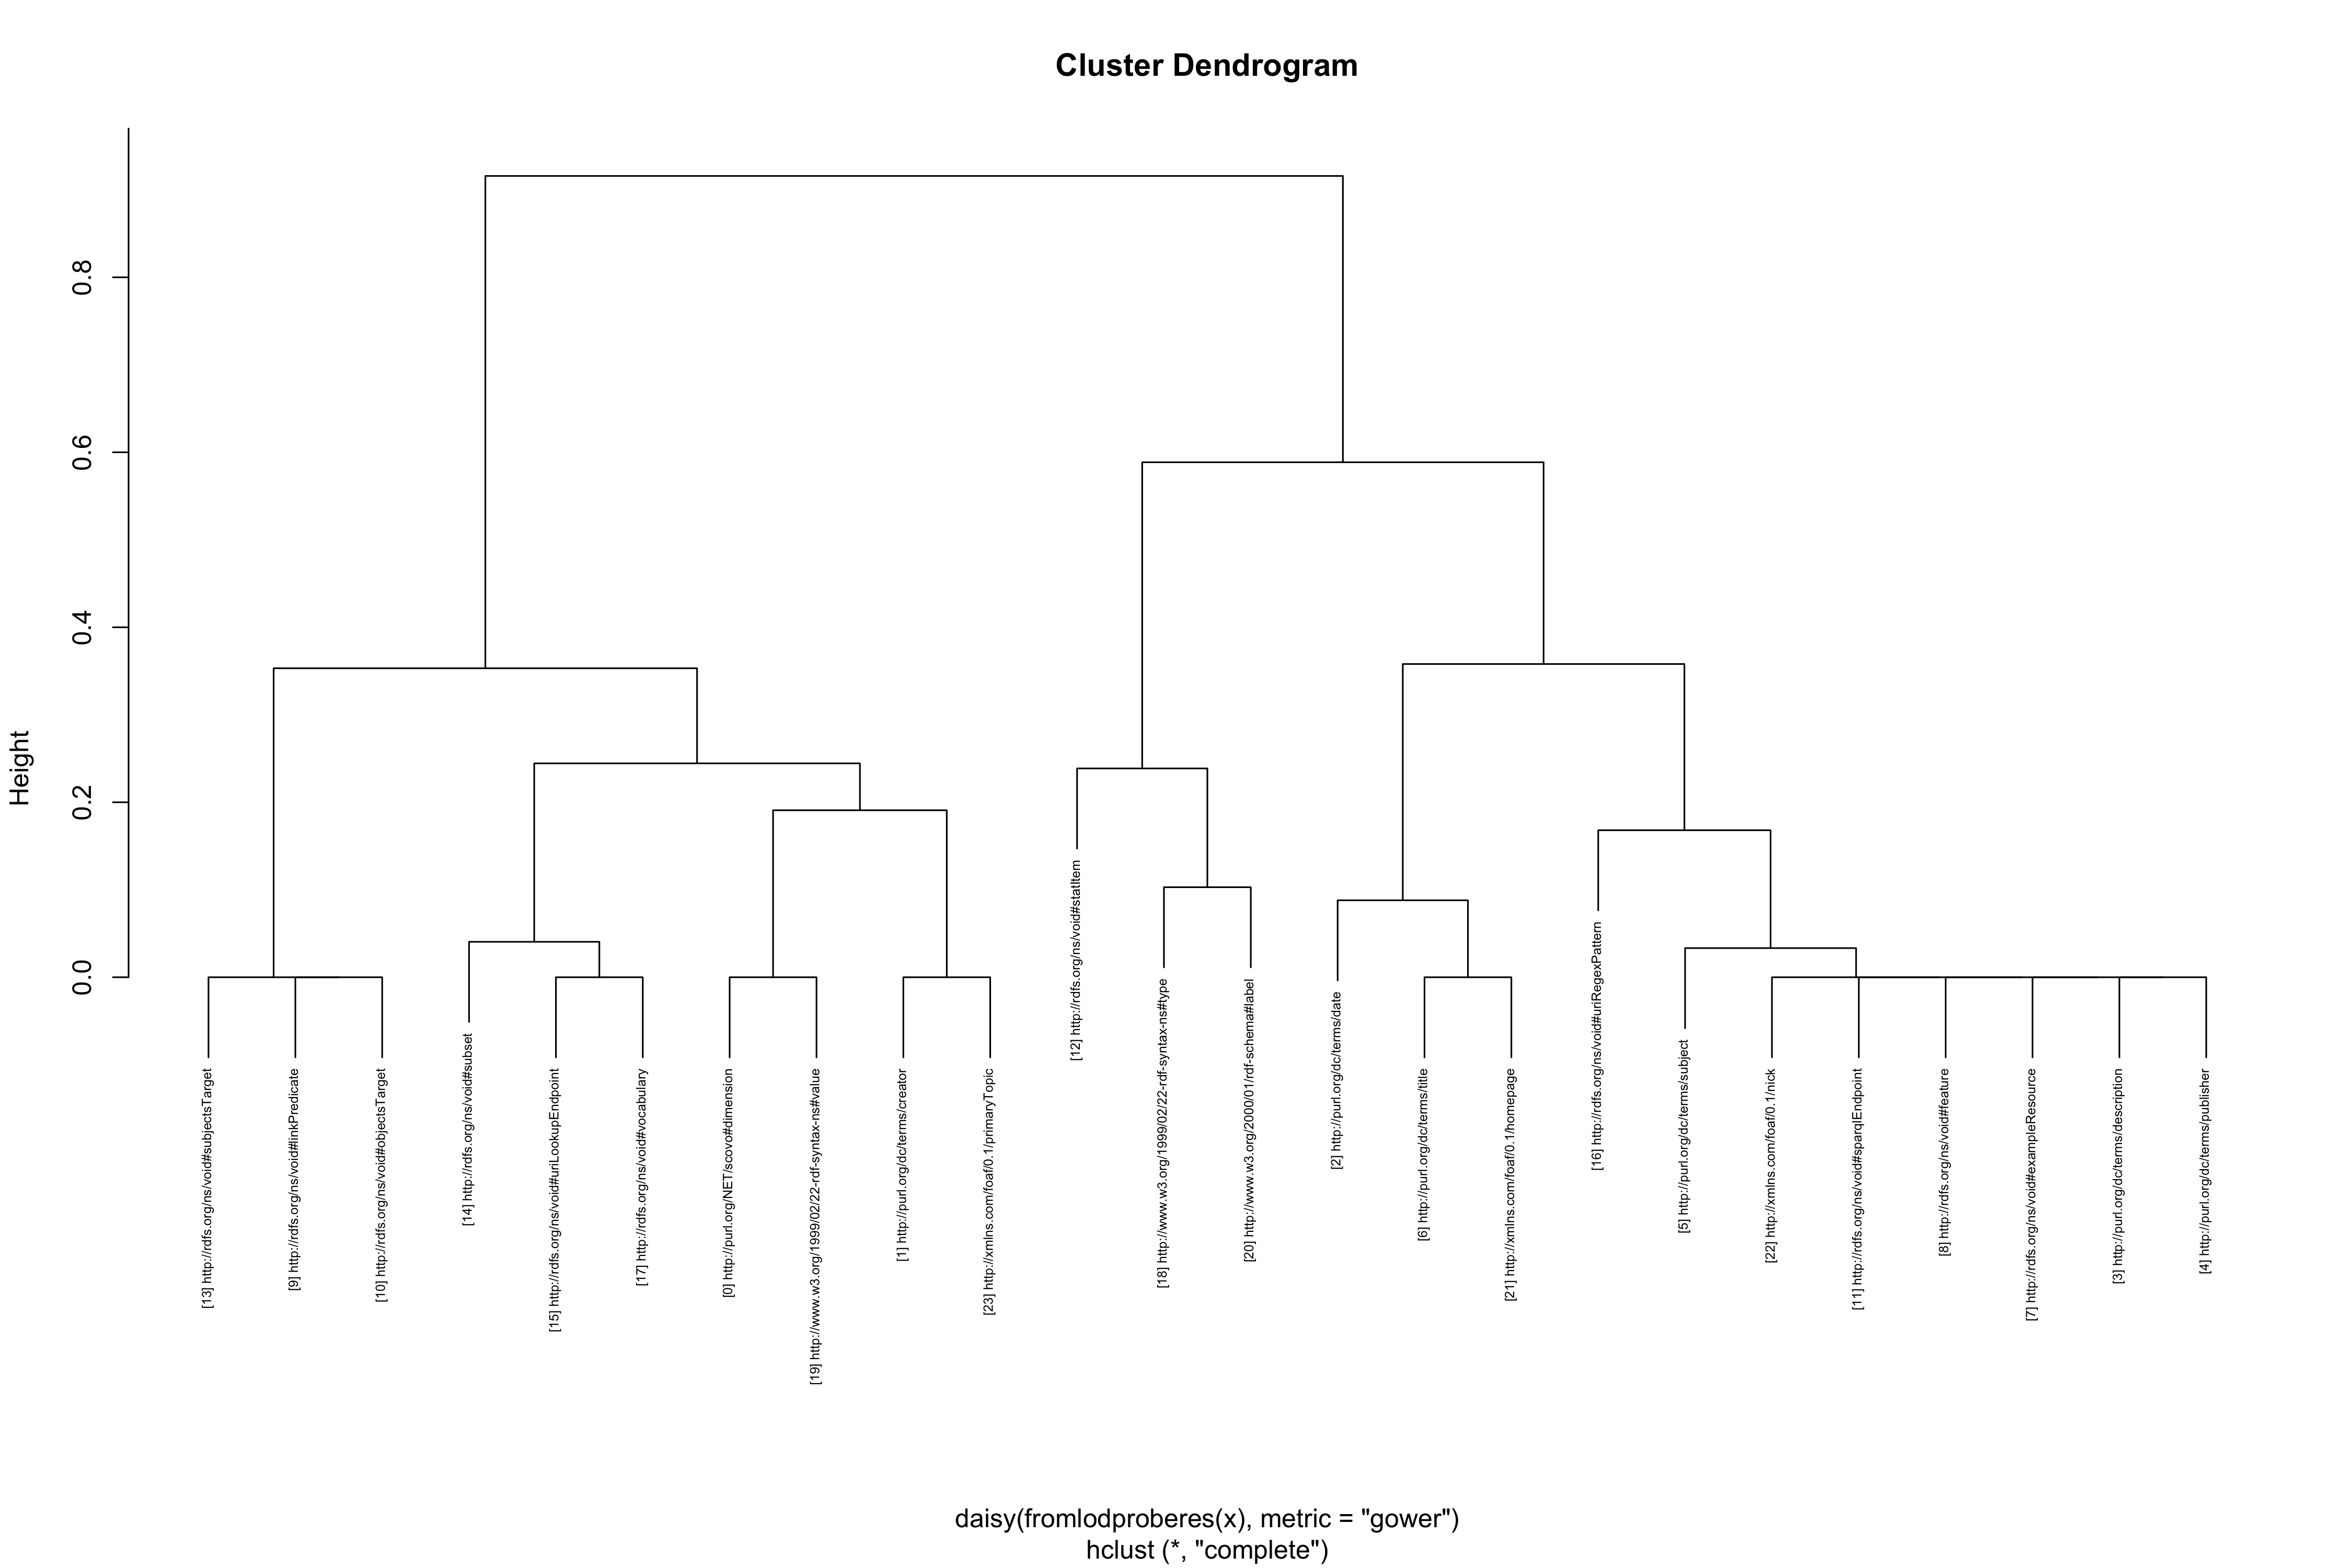 Cluster Dendrogram
Height
0.0
0.2
0.4
0.6
0.8
[13] http://rdfs.org/ns/void#subjectsTarget
[9] http://rdfs.org/ns/void#linkPredicate
[10] http://rdfs.org/ns/void#objectsTarget
[14] http://rdfs.org/ns/void#subset
[15] http://rdfs.org/ns/void#uriLookupEndpoint
[17] http://rdfs.org/ns/void#vocabulary
[0] http://purl.org/NET/scovo#dimension
[19] http://www.w3.org/1999/02/22-rdf-syntax-ns#value
[1] http://purl.org/dc/terms/creator
[23] http://xmlns.com/foaf/0.1/primaryTopic
[12] http://rdfs.org/ns/void#statItem
[18] http://www.w3.org/1999/02/22-rdf-syntax-ns#type
[20] http://www.w3.org/2000/01/rdf-schema#label
[2] http://purl.org/dc/terms/date
[6] http://purl.org/dc/terms/title
[21] http://xmlns.com/foaf/0.1/homepage
[16] http://rdfs.org/ns/void#uriRegexPattern
[5] http://purl.org/dc/terms/subject
[22] http://xmlns.com/foaf/0.1/nick
[11] http://rdfs.org/ns/void#sparqlEndpoint
[8] http://rdfs.org/ns/void#feature
[7] http://rdfs.org/ns/void#exampleResource
[3] http://purl.org/dc/terms/description
[4] http://purl.org/dc/terms/publisher
daisy(fromlodproberes(x), metric = "gower")
hclust (*, "complete")